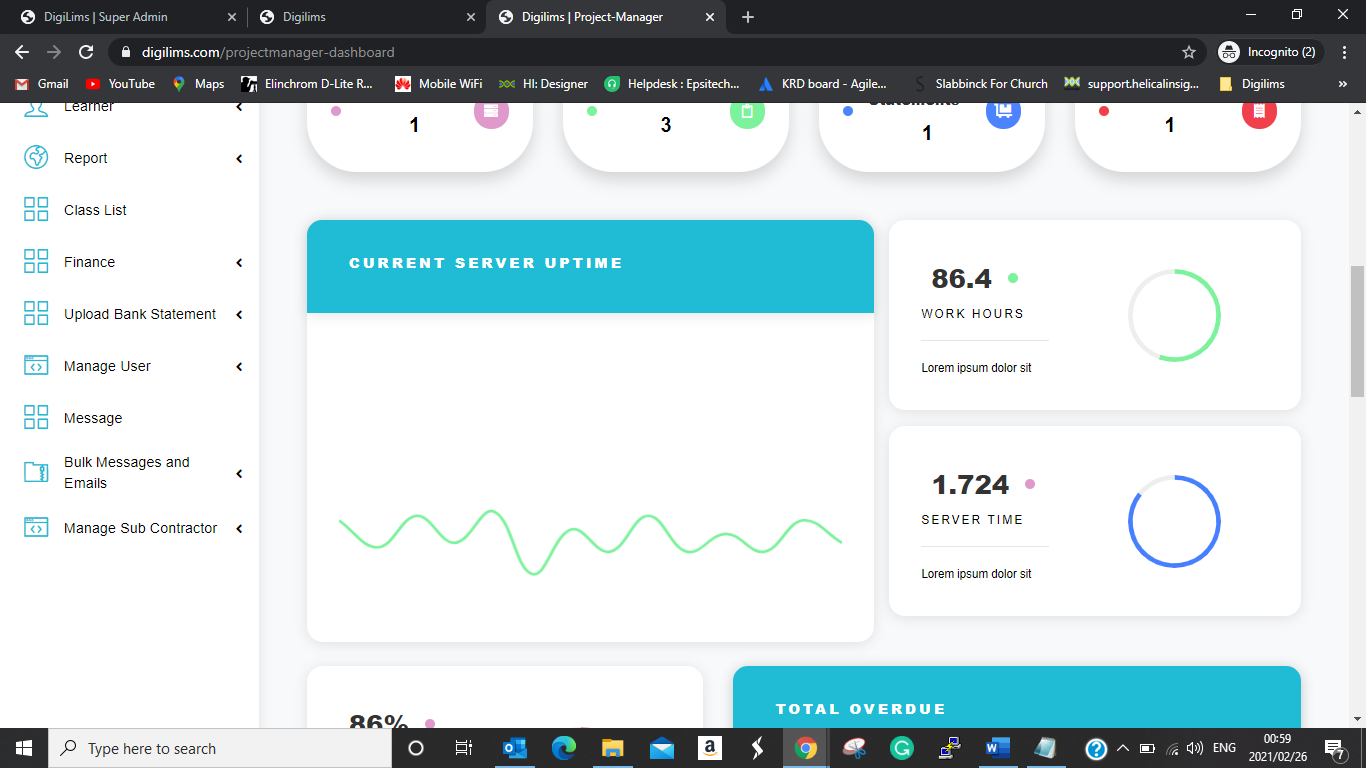 DigiLims | Super Admin
Digilims
Digilims | Project-Manager
digilims.com/projectmanager-dashboard
Incognito (2)
Gmail
YouTube
Maps
Elinchrom D-Lite R...
Mobile WiFi
HI: Designer
Helpdesk : Epsitech...
KRD board - Agile...
Slabbinck For Church
support.helicalinsig...
Digilims
»
Learner
Report
Class List
Finance
Upload Bank Statement
Manage User
Message
Bulk Messages and
Emails
Manage Sub Contractor
1
3
Statements
1
1
CURRENT SERVER UPTIME
86.4
WORK HOURS
Lorem ipsum dolor sit
1.724
SERVER TIME
Lorem ipsum dolor sit
86%
TOTAL OVERDUE
Type here to search
ENG
00:59
2021/02/26
7